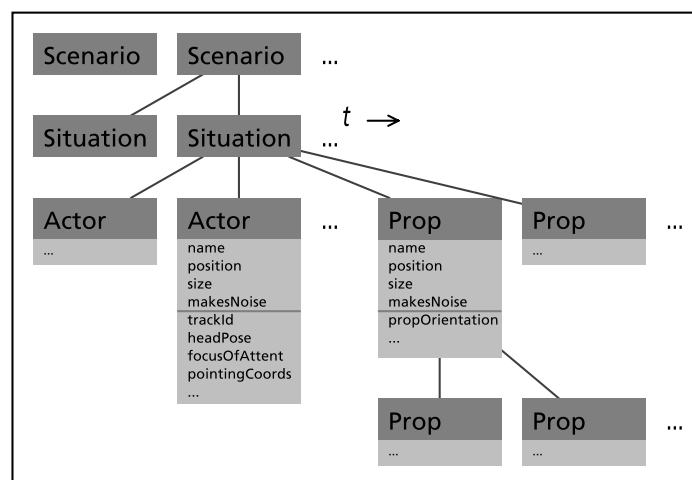 Scenario Scenario ...
t →
Situation Situation ...
Actor Actor ... Prop Prop ...
... name name ...
position position
size size
makesNoise makesNoise
trackId propOrientation
headPose ...
focusOfAttent
pointingCoords
...
Prop Prop ...
... ...